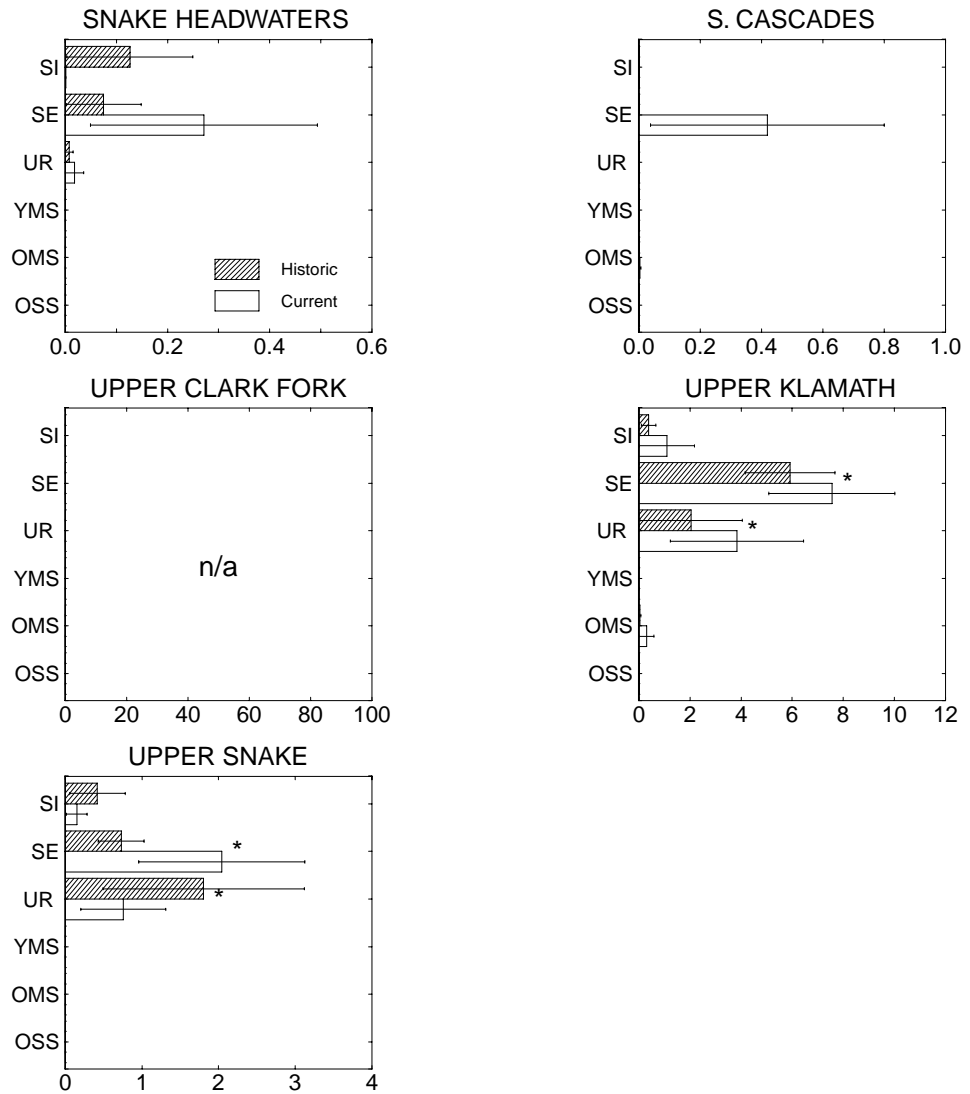 SNAKE HEADWATERS
SI
SE
UR
YMS
OMS
OSS
Historic
Current
0.0 0.2 0.4 0.6
S. CASCADES
SI
SE
UR
YMS
OMS
OSS
0.0 0.2 0.4 0.6 0.8 1.0
UPPER CLARK FORK
SI
SE
UR
YMS
OMS
OSS
n/a
0 20 40 60 80 100
UPPER KLAMATH
SI
SE
*
UR
*
YMS
OMS
OSS
0 2 4 6 8 10 12
UPPER SNAKE
SI
SE
*
UR
*
YMS
OMS
OSS
0 1 2 3 4